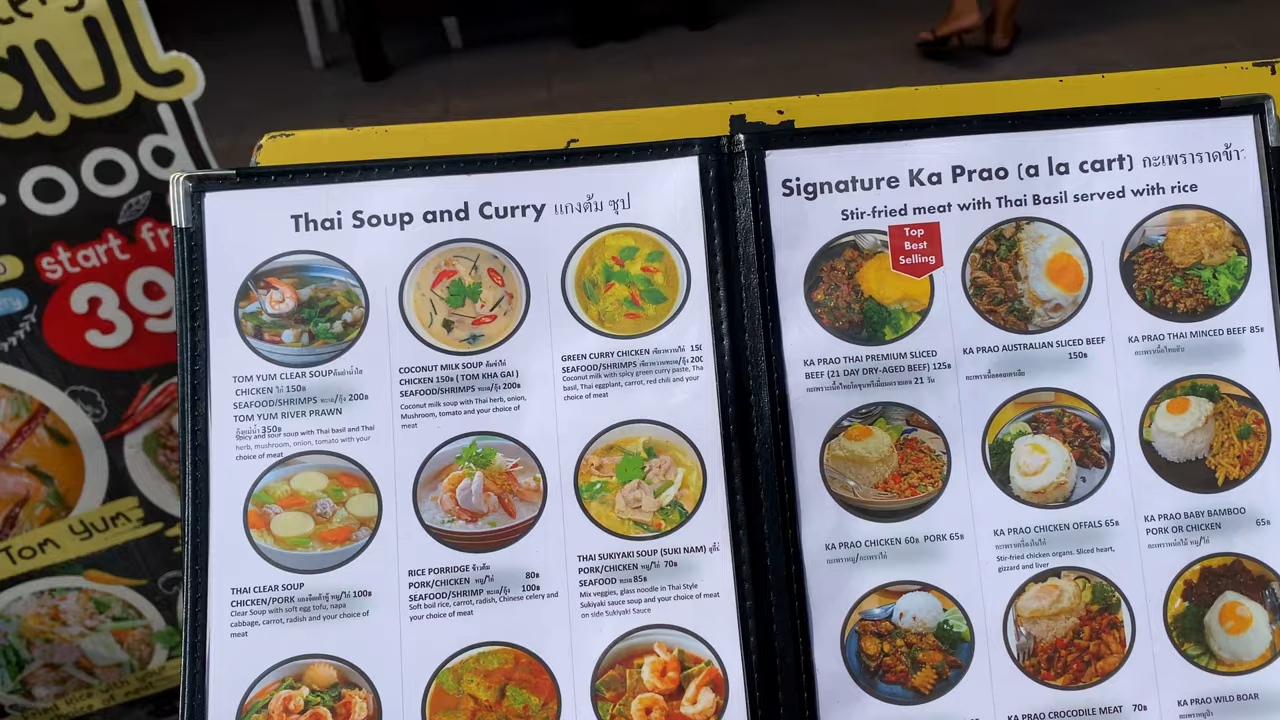 ood
start fr
39
Tom Yum
Thai Soup and Curry แกงต้ม ซุป
TOM YUM CLEAR SOUP ต้มยำน้ำใส
CHICKEN ไก่ 150฿
SEAFOOD/SHRIMPS ทะเล/กุ้ง 200฿
TOM YUM RIVER PRAWN
กุ้งแม่น้ำ 350฿
Spicy and sour soup with Thai basil and Thai
herb, mushroom, onion, tomato with your
choice of meat
COCONUT MILK SOUP ต้มข่าไก่
CHICKEN 150฿ ( TOM KHA GAI )
SEAFOOD/SHRIMPS ทะเล/กุ้ง 200฿
Coconut milk soup with Thai herb, onion,
Mushroom, tomato and your choice of
meat
GREEN CURRY CHICKEN เขียวหวานไก่
SEAFOOD/SHRIMPS เขียวหวานทะเล/กุ้ง
Coconut milk with spicy green curry paste, Tha
basil, Thai eggplant, carrot, red chili and your
choice of meat
THAI CLEAR SOUP
CHICKEN/PORK แกงจืดเต้าหู้ หมู/ไก่ 100฿
Clear Soup with soft egg tofu, napa
cabbage, carrot, radish and your choice of
meat
RICE PORRIDGE ข้าวต้ม
PORK/CHICKEN หมู/ไก่ 80฿
SEAFOOD/SHRIMP ทะเล/กุ้ง 100฿
Soft boil rice, carrot, radish, Chinese celery and
your choice of meat
THAI SUKIYAKI SOUP (SUKI NAM) สุกี้
PORK/CHICKEN หมู/ไก่ 70฿
SEAFOOD ทะเล 85฿
Mix veggies, glass noodle in Thai Style
Sukiyaki sauce soup and your choice of meat
on side Sukiyaki Sauce
Signature Ka Prao (a la cart) กะเพราราดข้า
Stir-fried meat with Thai Basil served with rice
Top
Best
Selling
KA PRAO THAI PREMIUM SLICED
BEEF (21 DAY DRY-AGED BEEF) 125฿
กะเพราเนื้อไทยโคขุนพรีเมี่ยมดรายเอจ 21 วัน
KA PRAO AUSTRALIAN SLICED BEEF
150฿
กะเพราเนื้อออสเตรเลีย
KA PRAO THAI MINCED BEEF 85฿
กะเพราเนื้อไทยสับ
KA PRAO CHICKEN 60฿ PORK 65฿
กะเพราหมู/กะเพราไก่
KA PRAO CHICKEN OFFALS 65฿
กะเพราเครื่องในไก่
Stir-fried chicken organs. Sliced heart,
gizzard and liver
KA PRAO BABY BAMBOO
PORK OR CHICKEN 65฿
กะเพราหน่อไม้ หมู/ไก่
KA PRAO CROCODILE MEAT 70฿
KA PRAO WILD BOAR
กะเพราหมูป่า